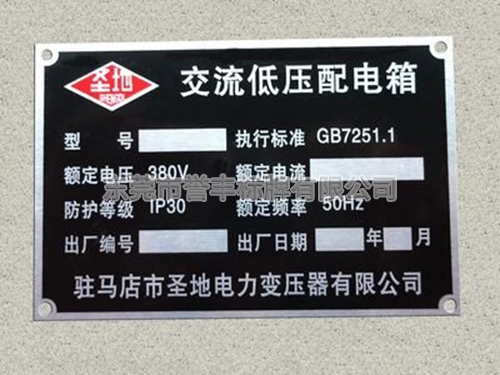 圣地 交流低压配电箱
型 号 执行标准 GB7251.1
额定电压 380V 额定电流
东莞市誉丰标牌有限公司
防护等级 IP30 额定频率 50Hz
出厂编号 出厂日期 年 月
驻马店市圣地电力变压器有限公司